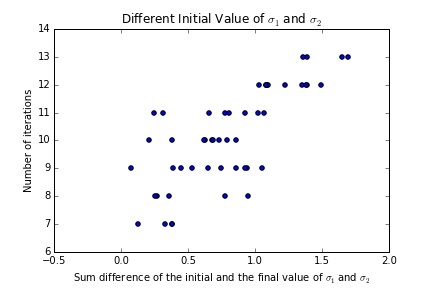 Different Initial Value of σ₁ and σ₂
14
13
12
11
10
9
8
7
6
Number of iterations
−0.5 0.0 0.5 1.0 1.5 2.0
Sum difference of the initial and the final value of σ₁ and σ₂